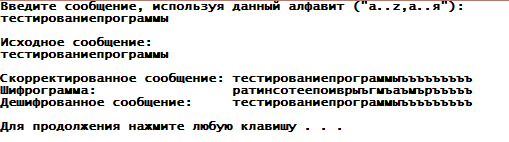 Введите сообщение, используя данный алфавит ("a..z,а..я"):
тестированиепрограммы
Исходное сообщение:
тестированиепрограммы
Скорректированное сообщение: тестированиепрограммыъъъъъъъъъ
Шифрограмма: ратинсотеепоиврыъгмъаъмъръъъъъ
Дешифрованное сообщение: тестированиепрограммыъъъъъъъъъ
Для продолжения нажмите любую клавишу . . .